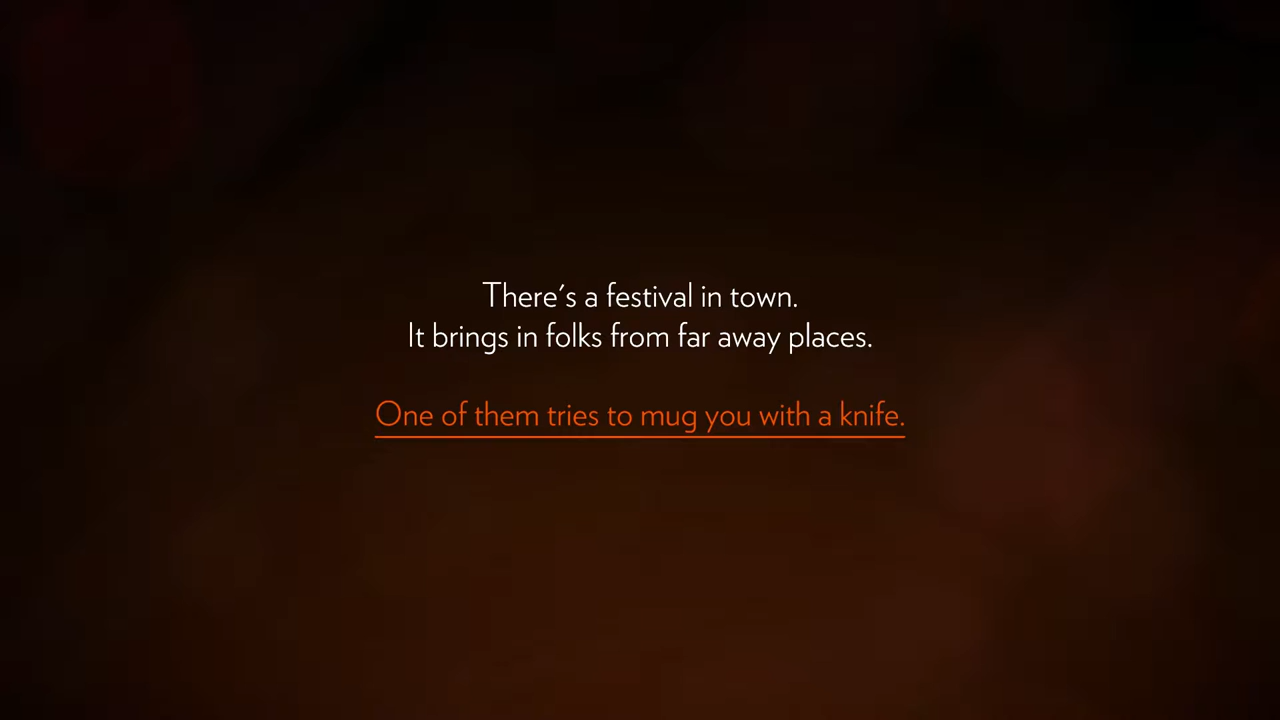 There's a festival in town.
It brings in folks from far away places.
One of them tries to mug you with a knife.